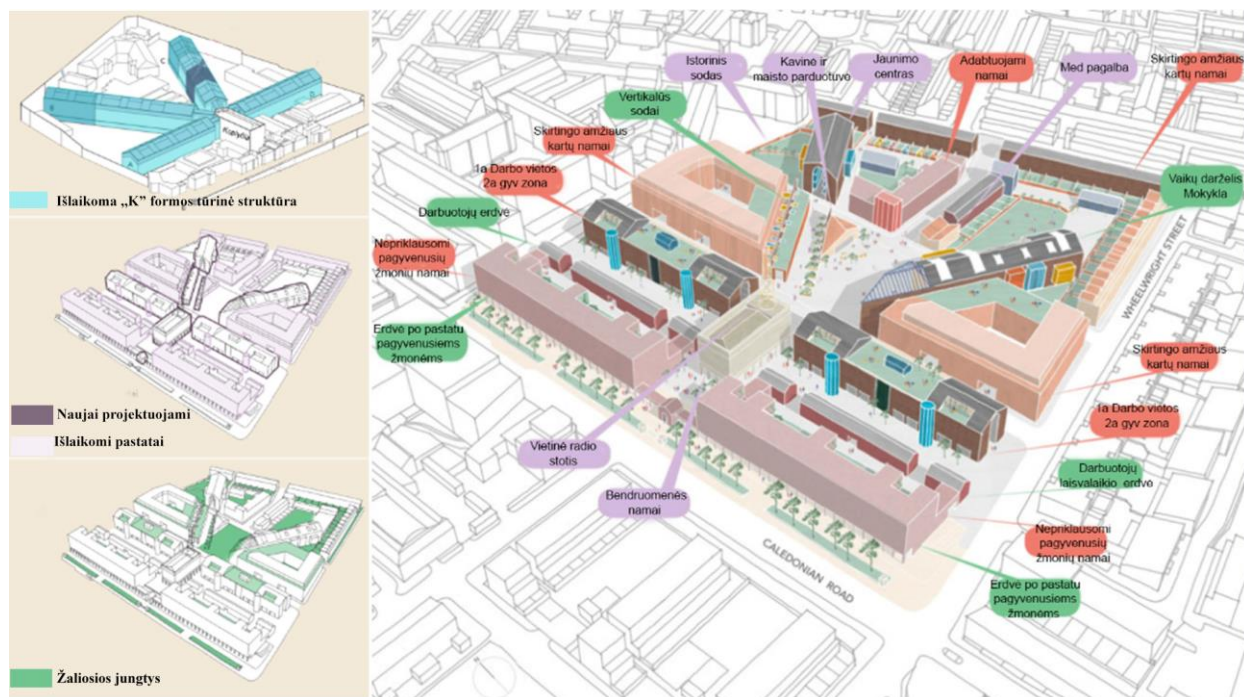 C
Koplyčia
Išlaikoma „K” formos tūrinė struktūra
Naujai projektuojami
Išlaikomi pastatai
Žaliosios jungtys
Istorinis
sodas
Kavinė ir
maisto parduotuvo
Jaunimo
centras
Adabtuojami
namai
Med pagalba
Skirtingo amžiaus
kartų namai
Vertikalūs
sodai
Skirtingo amžiaus
kartų namai
1a Darbo vietos
2a gyv zona
Vaikų darželis
Mokykla
Darbuotojų
erdvė
Nepriklausomi
pagyvenusių
žmonių namai
WHEELWRIGHT STREET
Erdvė po pastatu
pagyvenusiems
žmonėms
Skirtingo amžiaus
kartų namai
1a Darbo vietos
2a gyv zona
Vietinė radio
stotis
Darbuotojų
laisvalaikio erdvė
Bendruomenės
namai
Nepriklausomi
pagyvenusių
žmonių namai
CALEDONIAN ROAD
Erdvė po pastatu
pagyvenusiems
žmonėms